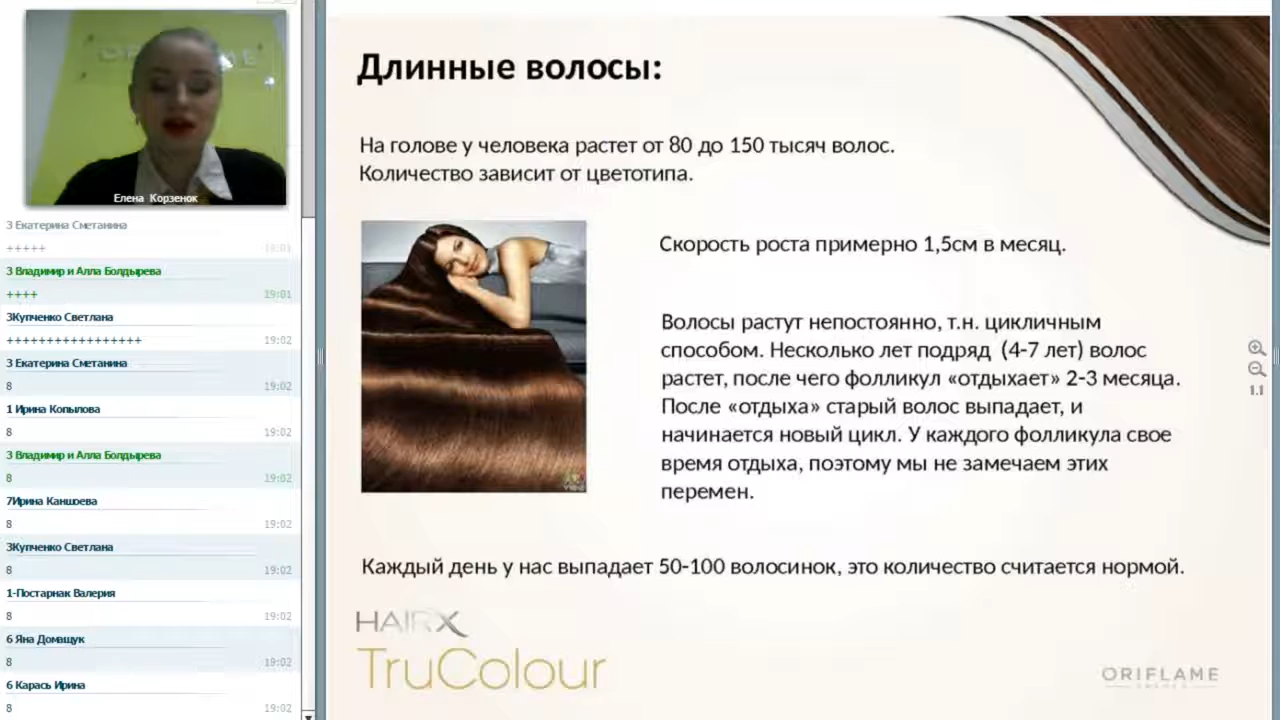 Елена Корзенок
3 Екатерина Сметанина
+++++ 19:01
3 Владимир и Алла Болдырева
++++ 19:01
3Купченко Светлана
+++++++++++++++++ 19:02
3 Екатерина Сметанина
8 19:02
1 Ирина Копылова
8 19:02
3 Владимир и Алла Болдырева
8 19:02
7Ирина Каншоева
8 19:02
3Купченко Светлана
8 19:02
1-Постарнак Валерия
8 19:02
6 Яна Домащук
8 19:02
6 Карась Ирина
8 19:02
Длинные волосы:
На голове у человека растет от 80 до 150 тысяч волос.
Количество зависит от цветотипа.
Скорость роста примерно 1,5см в месяц.
Волосы растут непостоянно, т.н. цикличным
способом. Несколько лет подряд (4-7 лет) волос
растет, после чего фолликул «отдыхает» 2-3 месяца.
После «отдыха» старый волос выпадает, и
начинается новый цикл. У каждого фолликула свое
время отдыха, поэтому мы не замечаем этих
перемен.
Каждый день у нас выпадает 50-100 волосинок, это количество считается нормой.
HAIRX
TruColour
ORIFLAME
1.1